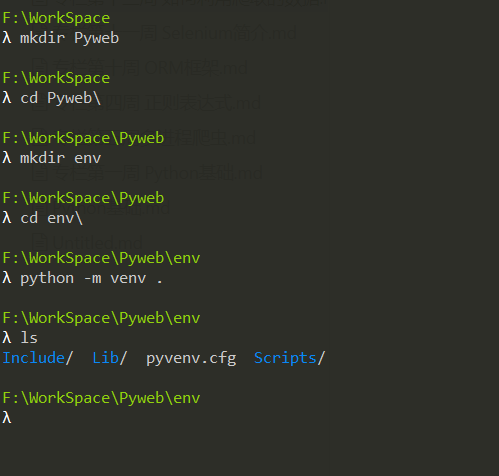 F:\WorkSpace
λ mkdir Pyweb
F:\WorkSpace
λ cd Pyweb\
F:\WorkSpace\Pyweb
λ mkdir env
F:\WorkSpace\Pyweb
λ cd env\
F:\WorkSpace\Pyweb\env
λ python -m venv .
F:\WorkSpace\Pyweb\env
λ ls
Include/  Lib/  pyvenv.cfg  Scripts/
F:\WorkSpace\Pyweb\env
λ